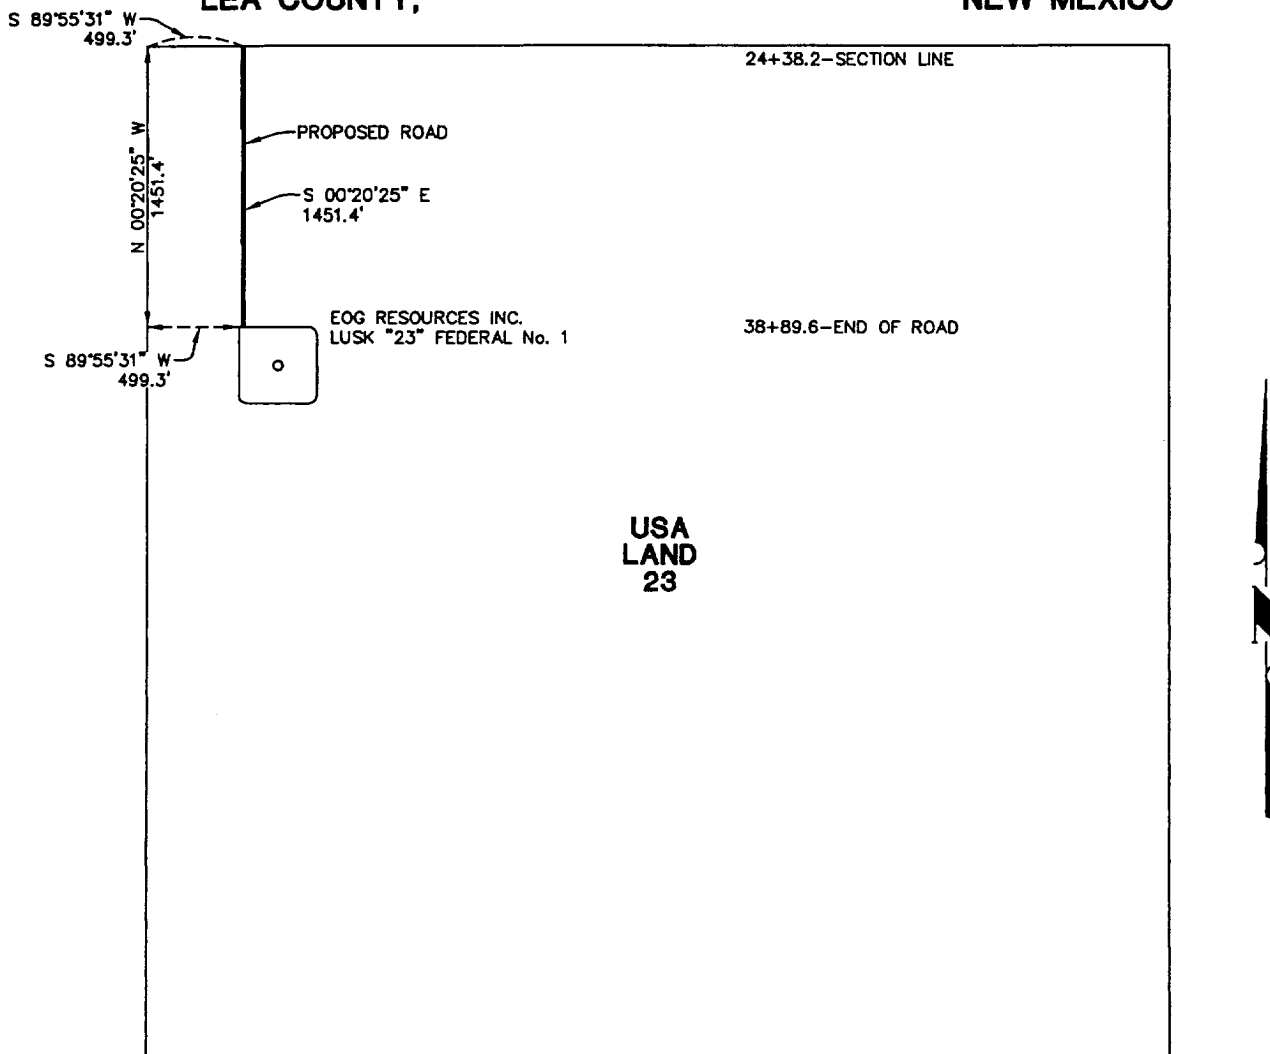 LEA COUNTY, NEW MEXICO
S 89°55'31" W
499.3'
24+38.2-SECTION LINE
PROPOSED ROAD
N 00°20'25" W
1451.4'
S 00°20'25" E
1451.4'
EOG RESOURCES INC.
LUSK "23" FEDERAL No. 1
38+89.6-END OF ROAD
S 89°55'31" W
499.3'
USA
LAND
23